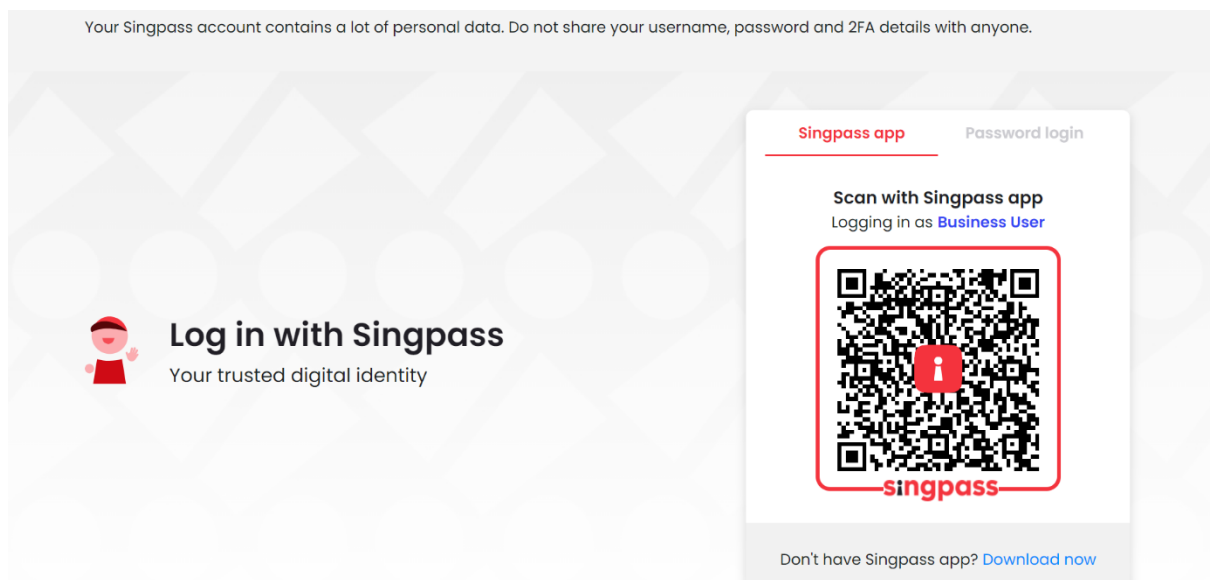 Your Singpass account contains a lot of personal data. Do not share your username, password and 2FA details with anyone.
Log in with Singpass
Your trusted digital identity
Singpass app
Password login
Scan with Singpass app
Logging in as Business User
singpass
Don't have Singpass app? Download now